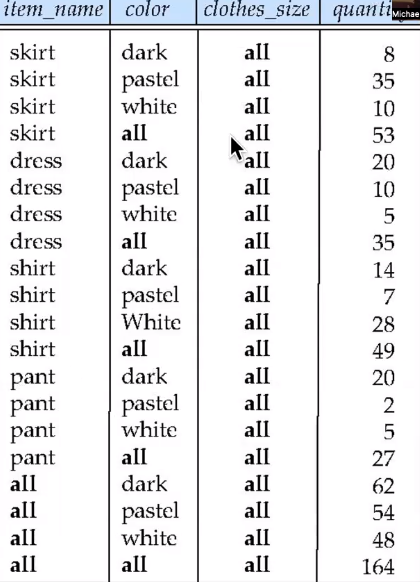 item_name color clothes_size quanti
Michae
skirt dark all 8
skirt pastel all 35
skirt white all 10
skirt all all 53
dress dark all 20
dress pastel all 10
dress white all 5
dress all all 35
shirt dark all 14
shirt pastel all 7
shirt White all 28
shirt all all 49
pant dark all 20
pant pastel all 2
pant white all 5
pant all all 27
all dark all 62
all pastel all 54
all white all 48
all all all 164